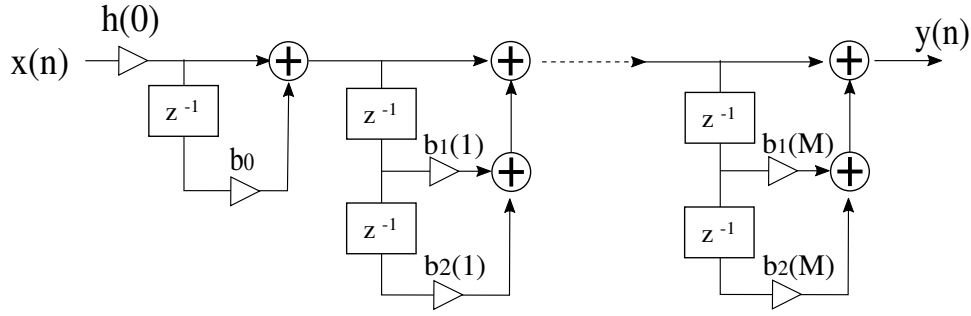 h(0)
x(n)
y(n)
z -1
z -1
z -1
b0
b1(1)
b1(M)
z -1
z -1
b2(1)
b2(M)